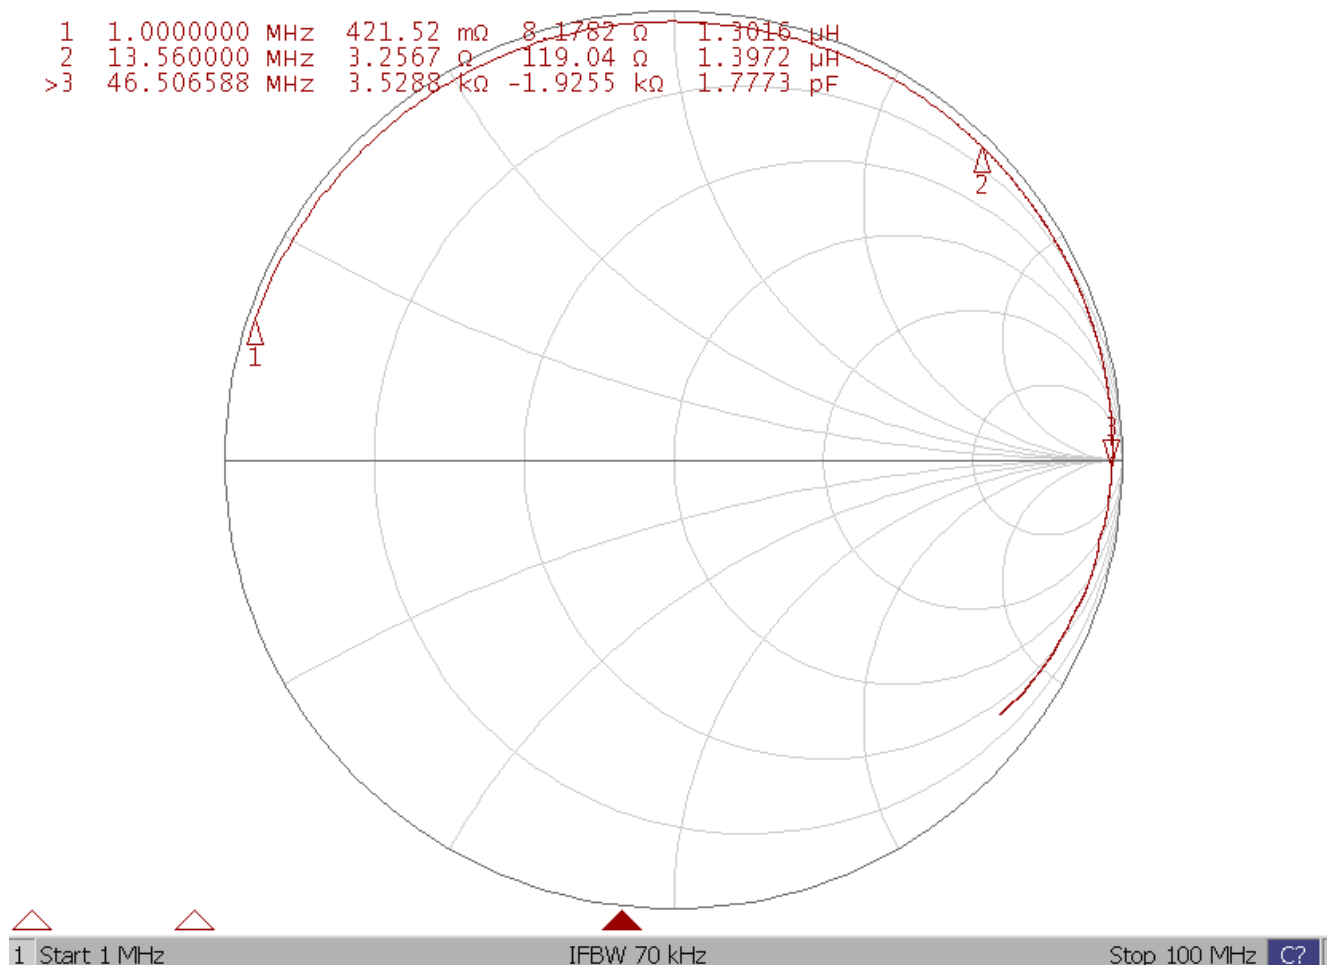 1 1.0000000 MHz 421.52 mΩ 8.1782 Ω 1.3016 μH
2 13.560000 MHz 3.2567 Ω 119.04 Ω 1.3972 μH
>3 46.506588 MHz 3.5288 kΩ -1.9255 kΩ 1.7773 pF
2
1
1 Start 1 MHz IFBW 70 kHz Stop 100 MHz C?